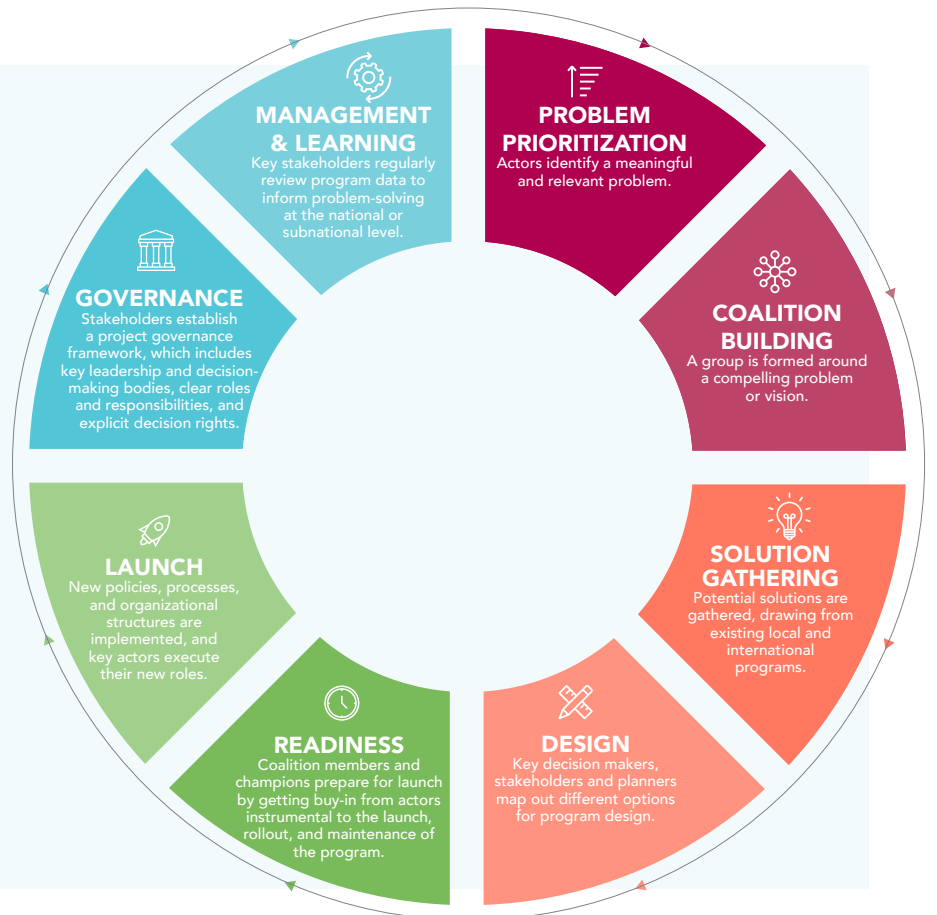 PROBLEM
PRIORITIZATION
Actors identify a meaningful
and relevant problem.
COALITION
BUILDING
A group is formed around
a compelling problem
or vision.
SOLUTION
GATHERING
Potential solutions are
gathered, drawing from
existing local and
international
programs.
DESIGN
Key decision makers,
stakeholders and planners
map out different options
for program design.
READINESS
Coalition members and
champions prepare for launch
by getting buy-in from actors
instrumental to the launch,
rollout, and maintenance of
the program.
LAUNCH
New policies, processes,
and organizational
structures are
implemented, and
key actors execute
their new roles.
GOVERNANCE
Stakeholders establish
a project governance
framework, which includes
key leadership and decision-
making bodies, clear roles
and responsibilities, and
explicit decision rights.
MANAGEMENT
& LEARNING
Key stakeholders regularly
review program data to
inform problem-solving
at the national or
subnational level.